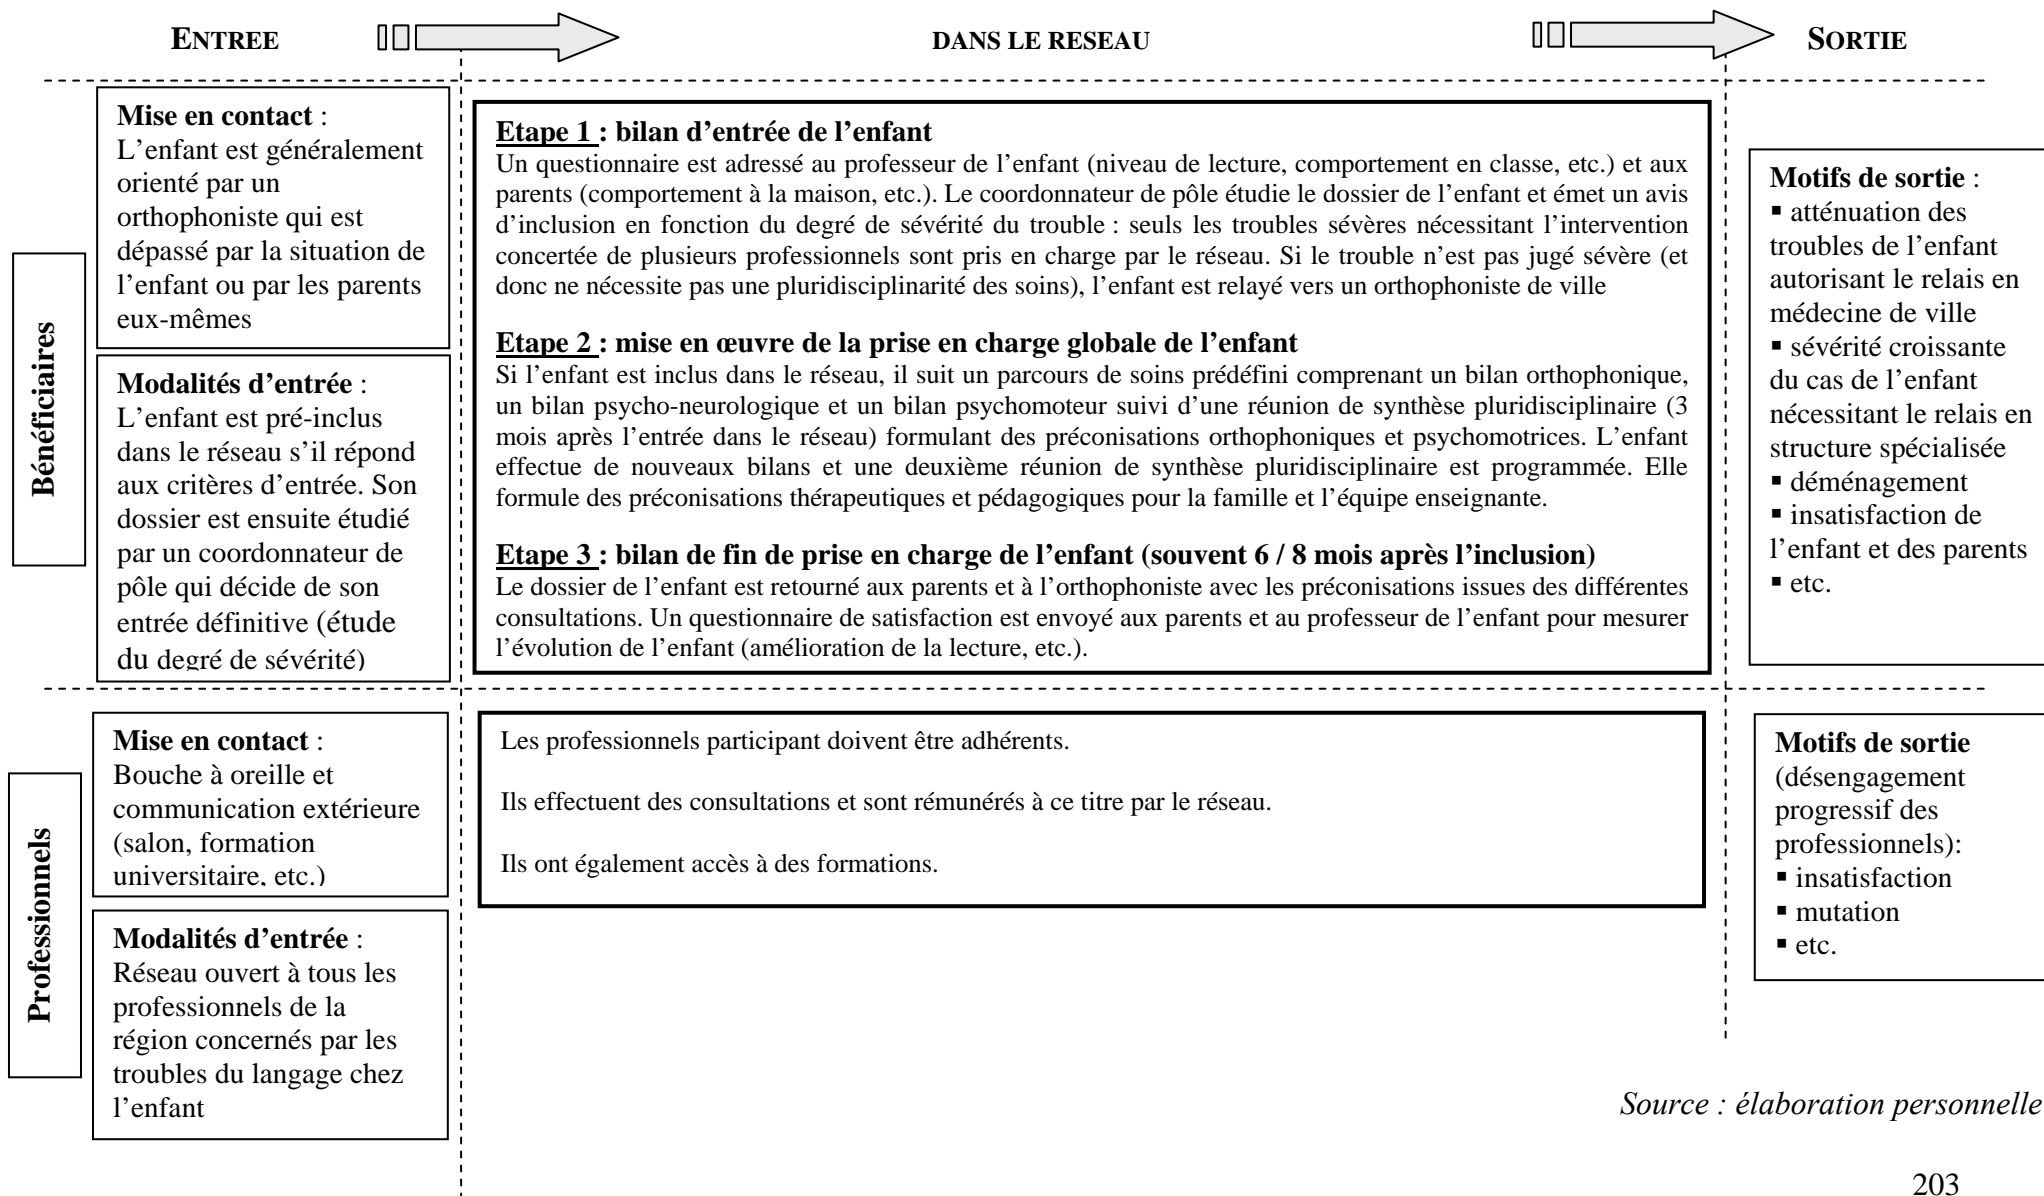 ENTREE
DANS LE RESEAU
SORTIE
Bénéficiaires
Mise en contact :
L’enfant est généralement
orienté par un
orthophoniste qui est
dépassé par la situation de
l’enfant ou par les parents
eux-mêmes
Modalités d’entrée :
L’enfant est pré-inclus
dans le réseau s’il répond
aux critères d’entrée. Son
dossier est ensuite étudié
par un coordonnateur de
pôle qui décide de son
entrée définitive (étude
du degré de sévérité)
Etape 1 : bilan d’entrée de l’enfant
Un questionnaire est adressé au professeur de l’enfant (niveau de lecture, comportement en classe, etc.) et aux
parents (comportement à la maison, etc.). Le coordonnateur de pôle étudie le dossier de l’enfant et émet un avis
d’inclusion en fonction du degré de sévérité du trouble : seuls les troubles sévères nécessitant l’intervention
concertée de plusieurs professionnels sont pris en charge par le réseau. Si le trouble n’est pas jugé sévère (et
donc ne nécessite pas une pluridisciplinarité des soins), l’enfant est relayé vers un orthophoniste de ville
Etape 2 : mise en œuvre de la prise en charge globale de l’enfant
Si l’enfant est inclus dans le réseau, il suit un parcours de soins prédéfini comprenant un bilan orthophonique,
un bilan psycho-neurologique et un bilan psychomoteur suivi d’une réunion de synthèse pluridisciplinaire (3
mois après l’entrée dans le réseau) formulant des préconisations orthophoniques et psychomotrices. L’enfant
effectue de nouveaux bilans et une deuxième réunion de synthèse pluridisciplinaire est programmée. Elle
formule des préconisations thérapeutiques et pédagogiques pour la famille et l’équipe enseignante.
Etape 3 : bilan de fin de prise en charge de l’enfant (souvent 6 / 8 mois après l’inclusion)
Le dossier de l’enfant est retourné aux parents et à l’orthophoniste avec les préconisations issues des différentes
consultations. Un questionnaire de satisfaction est envoyé aux parents et au professeur de l’enfant pour mesurer
l’évolution de l’enfant (amélioration de la lecture, etc.).
Motifs de sortie :
▪ atténuation des
troubles de l’enfant
autorisant le relais en
médecine de ville
▪ sévérité croissante
du cas de l’enfant
nécessitant le relais en
structure spécialisée
▪ déménagement
▪ insatisfaction de
l’enfant et des parents
▪ etc.
Professionnels
Mise en contact :
Bouche à oreille et
communication extérieure
(salon, formation
universitaire, etc.)
Modalités d’entrée :
Réseau ouvert à tous les
professionnels de la
région concernés par les
troubles du langage chez
l’enfant
Les professionnels participant doivent être adhérents.
Ils effectuent des consultations et sont rémunérés à ce titre par le réseau.
Ils ont également accès à des formations.
Motifs de sortie
(désengagement
progressif des
professionnels):
▪ insatisfaction
▪ mutation
▪ etc.
Source : élaboration personnelle
203